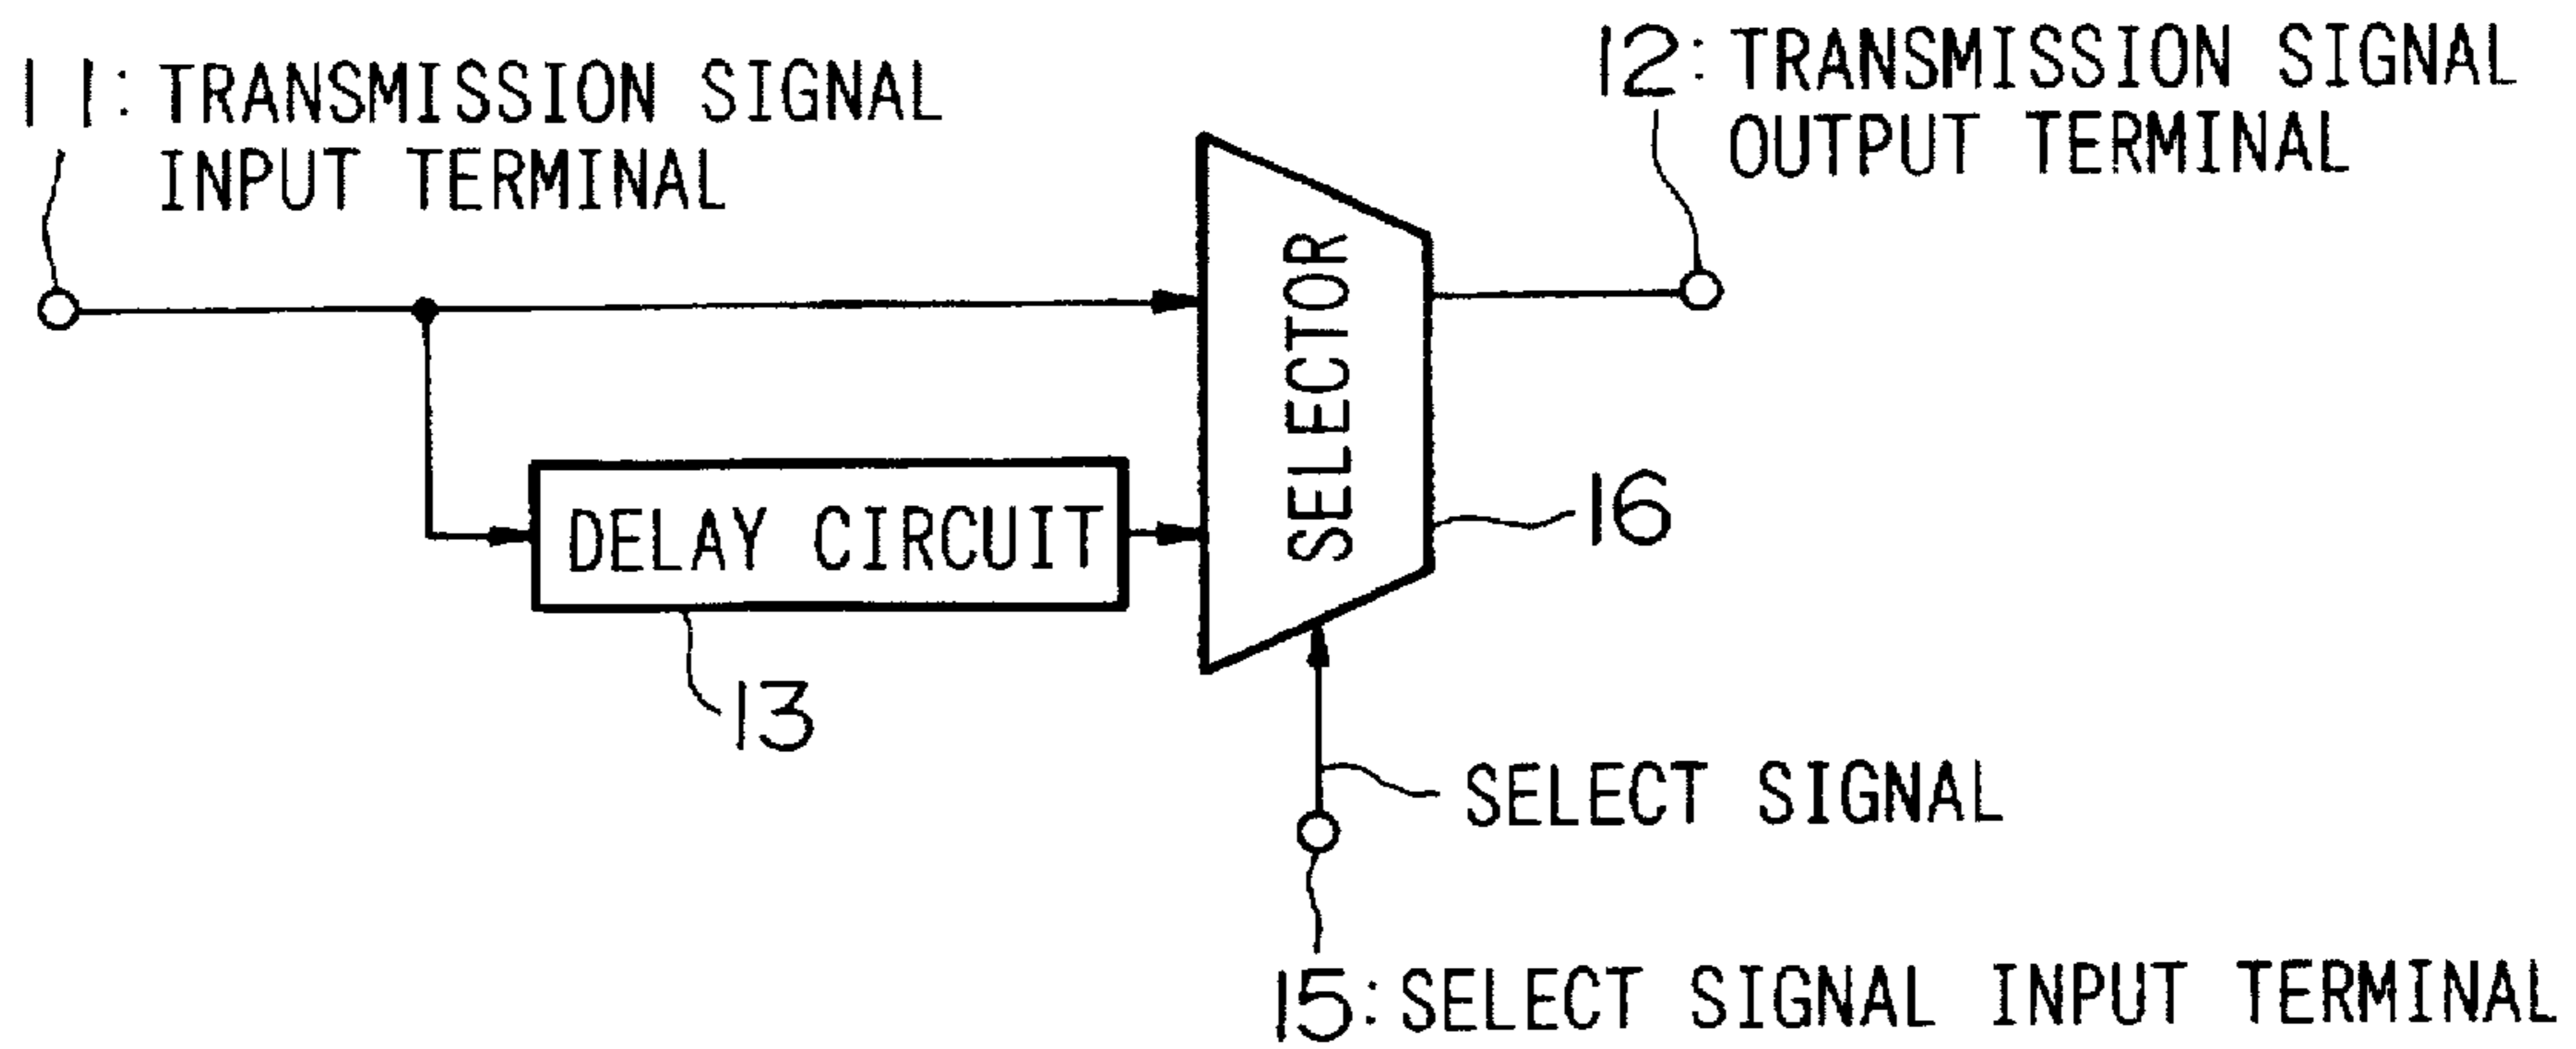 11: TRANSMISSION SIGNAL
INPUT TERMINAL
12: TRANSMISSION SIGNAL
OUTPUT TERMINAL
SELECTOR
16
DELAY CIRCUIT
13
SELECT SIGNAL
15: SELECT SIGNAL INPUT TERMINAL